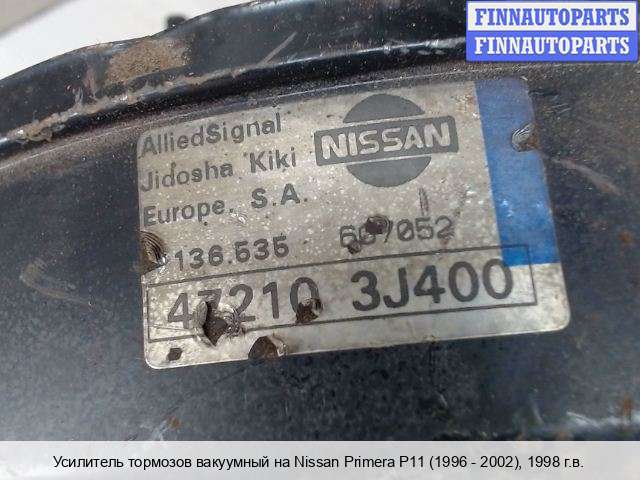 FINNAUTOPARTS
FINNAUTOPARTS
AlliedSignal
NISSAN
Jidosha Kiki
Europe, S.A.
136.535
47210 3J400
Усилитель тормозов вакуумный на Nissan Primera P11 (1996 - 2002), 1998 г.в.